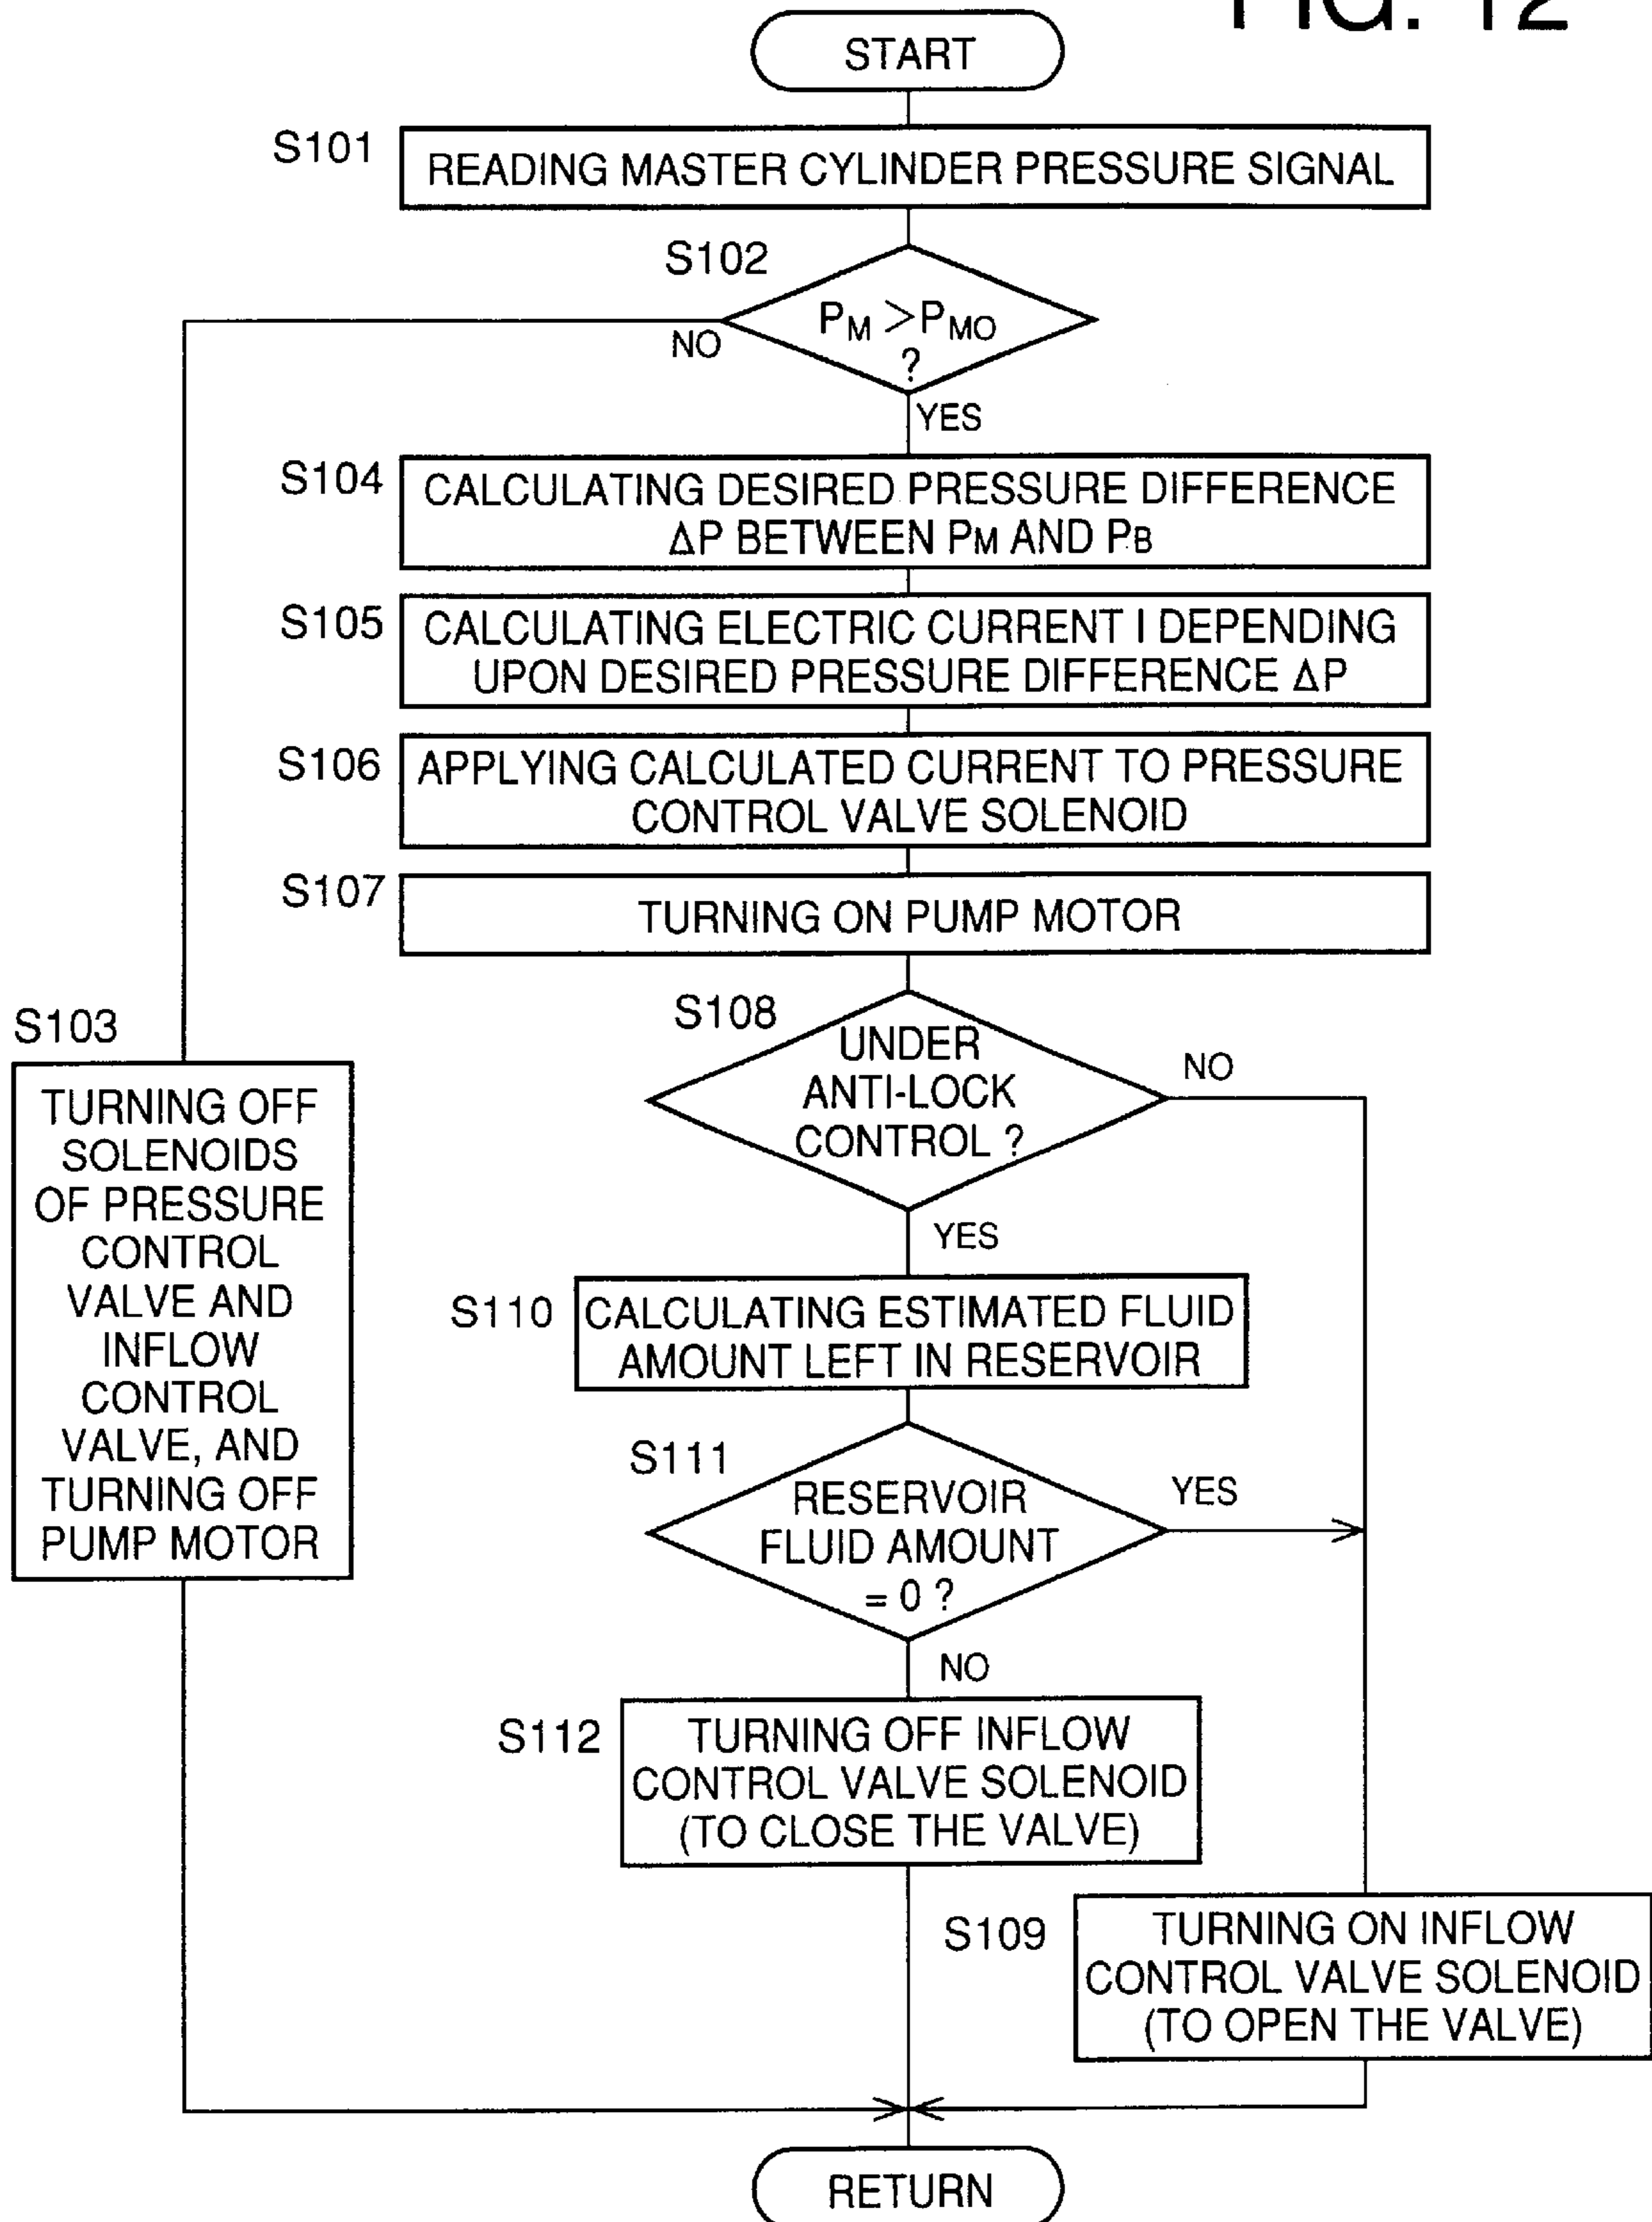 FIG. 12
START
S101
READING MASTER CYLINDER PRESSURE SIGNAL
S102
PM >PMO
?
NO
YES
S104
CALCULATING DESIRED PRESSURE DIFFERENCE
ΔP BETWEEN PM AND PB
S105
CALCULATING ELECTRIC CURRENT I DEPENDING
UPON DESIRED PRESSURE DIFFERENCE ΔP
S106
APPLYING CALCULATED CURRENT TO PRESSURE
CONTROL VALVE SOLENOID
S107
TURNING ON PUMP MOTOR
S103
TURNING OFF
SOLENOIDS
OF PRESSURE
CONTROL
VALVE AND
INFLOW
CONTROL
VALVE, AND
TURNING OFF
PUMP MOTOR
S108
UNDER
ANTI-LOCK
CONTROL ?
NO
YES
S110
CALCULATING ESTIMATED FLUID
AMOUNT LEFT IN RESERVOIR
S111
RESERVOIR
FLUID AMOUNT
= 0 ?
YES
NO
S112
TURNING OFF INFLOW
CONTROL VALVE SOLENOID
(TO CLOSE THE VALVE)
S109
TURNING ON INFLOW
CONTROL VALVE SOLENOID
(TO OPEN THE VALVE)
RETURN